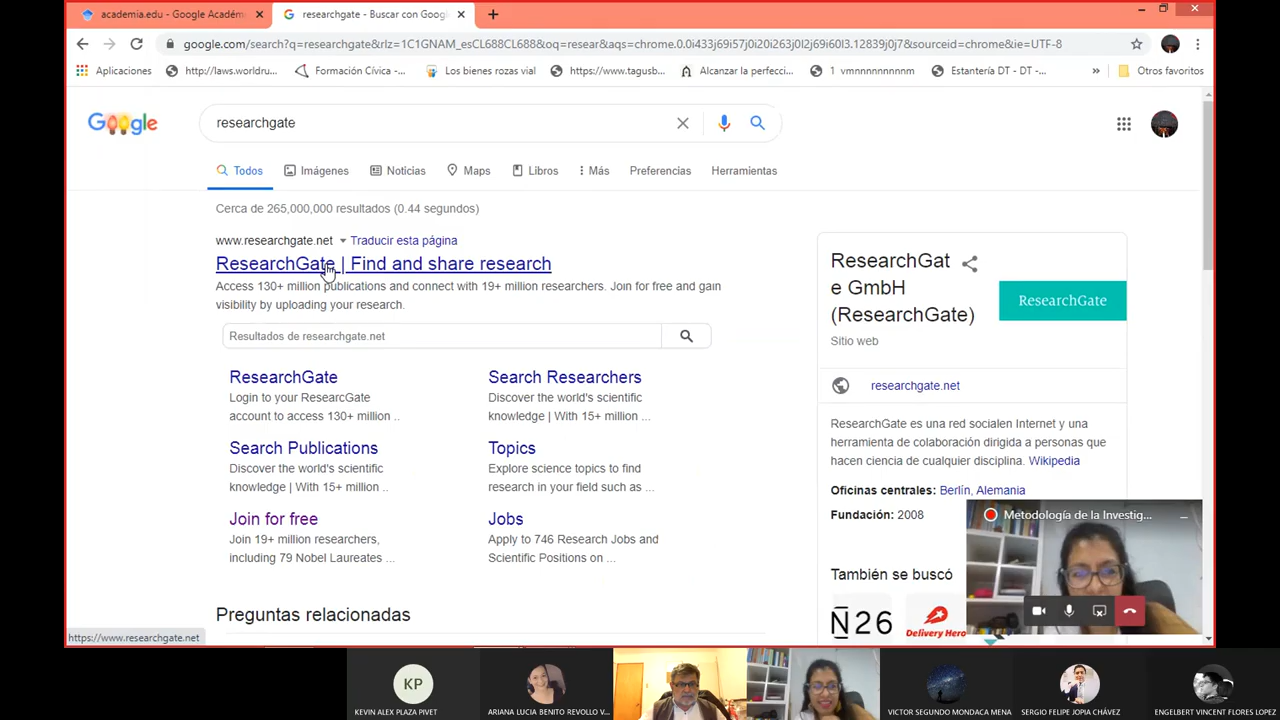 academia.edu - Google Académ
researchgate - Buscar con Googl
google.com/search?q=researchgate&rlz=1C1GNAM_esCL688CL688&oq=resear&aqs=chrome.0.0i433j69i57j0i20i263j0l2j69i60l3.12839j0j7&sourceid=chrome&ie=UTF-8
Aplicaciones
http://laws.worldru...
Formación Cívica -...
Los bienes rozas vial
https://www.tagusb...
Alcanzar la perfecci...
1 vmnnnnnnnnm
Estantería DT - DT -...
»
Otros favoritos
Google
researchgate
Todos
Imágenes
Noticias
Maps
Libros
Más
Preferencias
Herramientas
Cerca de 265,000,000 resultados (0.44 segundos)
www.researchgate.net
Traducir esta página
ResearchGate | Find and share research
Access 130+ million publications and connect with 19+ million researchers. Join for free and gain
visibility by uploading your research.
Resultados de researchgate.net
ResearchGate
Login to your ResearcGate
account to access 130+ million ..
Search Researchers
Discover the world's scientific
knowledge | With 15+ million ...
Search Publications
Discover the world's scientific
knowledge | With 15+ million ..
Topics
Explore science topics to find
research in your field such as ...
Join for free
Join 19+ million researchers,
including 79 Nobel Laureates ...
Jobs
Apply to 746 Research Jobs and
Scientific Positions on ...
Preguntas relacionadas
ResearchGat
e GmbH
(ResearchGate)
ResearchGate
Sitio web
researchgate.net
ResearchGate es una red socialen Internet y una
herramienta de colaboración dirigida a personas que
hacen ciencia de cualquier disciplina. Wikipedia
Oficinas centrales: Berlín, Alemania
Fundación: 2008
También se buscó
N26
Delivery Hero
Metodología de la Investig...
https://www.researchgate.net
KP
KEVIN ALEX PLAZA PIVET
ARIANA LUCIA BENITO REVOLLO V...
VICTOR SEGUNDO MONDACA MENA
SERGIO FELIPE JOPIA CHÁVEZ
ENGELBERT VINCENT FLORES LOPEZ